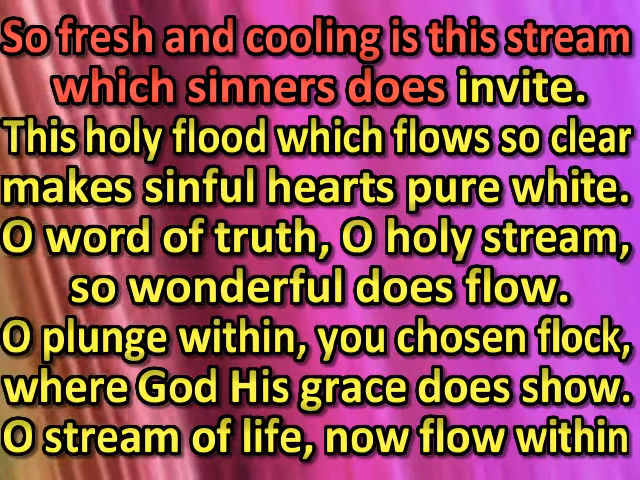 So fresh and cooling is this stream
which sinners does invite.
This holy flood which flows so clear
makes sinful hearts pure white.
O word of truth, O holy stream,
so wonderful does flow.
O plunge within, you chosen flock,
where God His grace does show.
O stream of life, now flow within